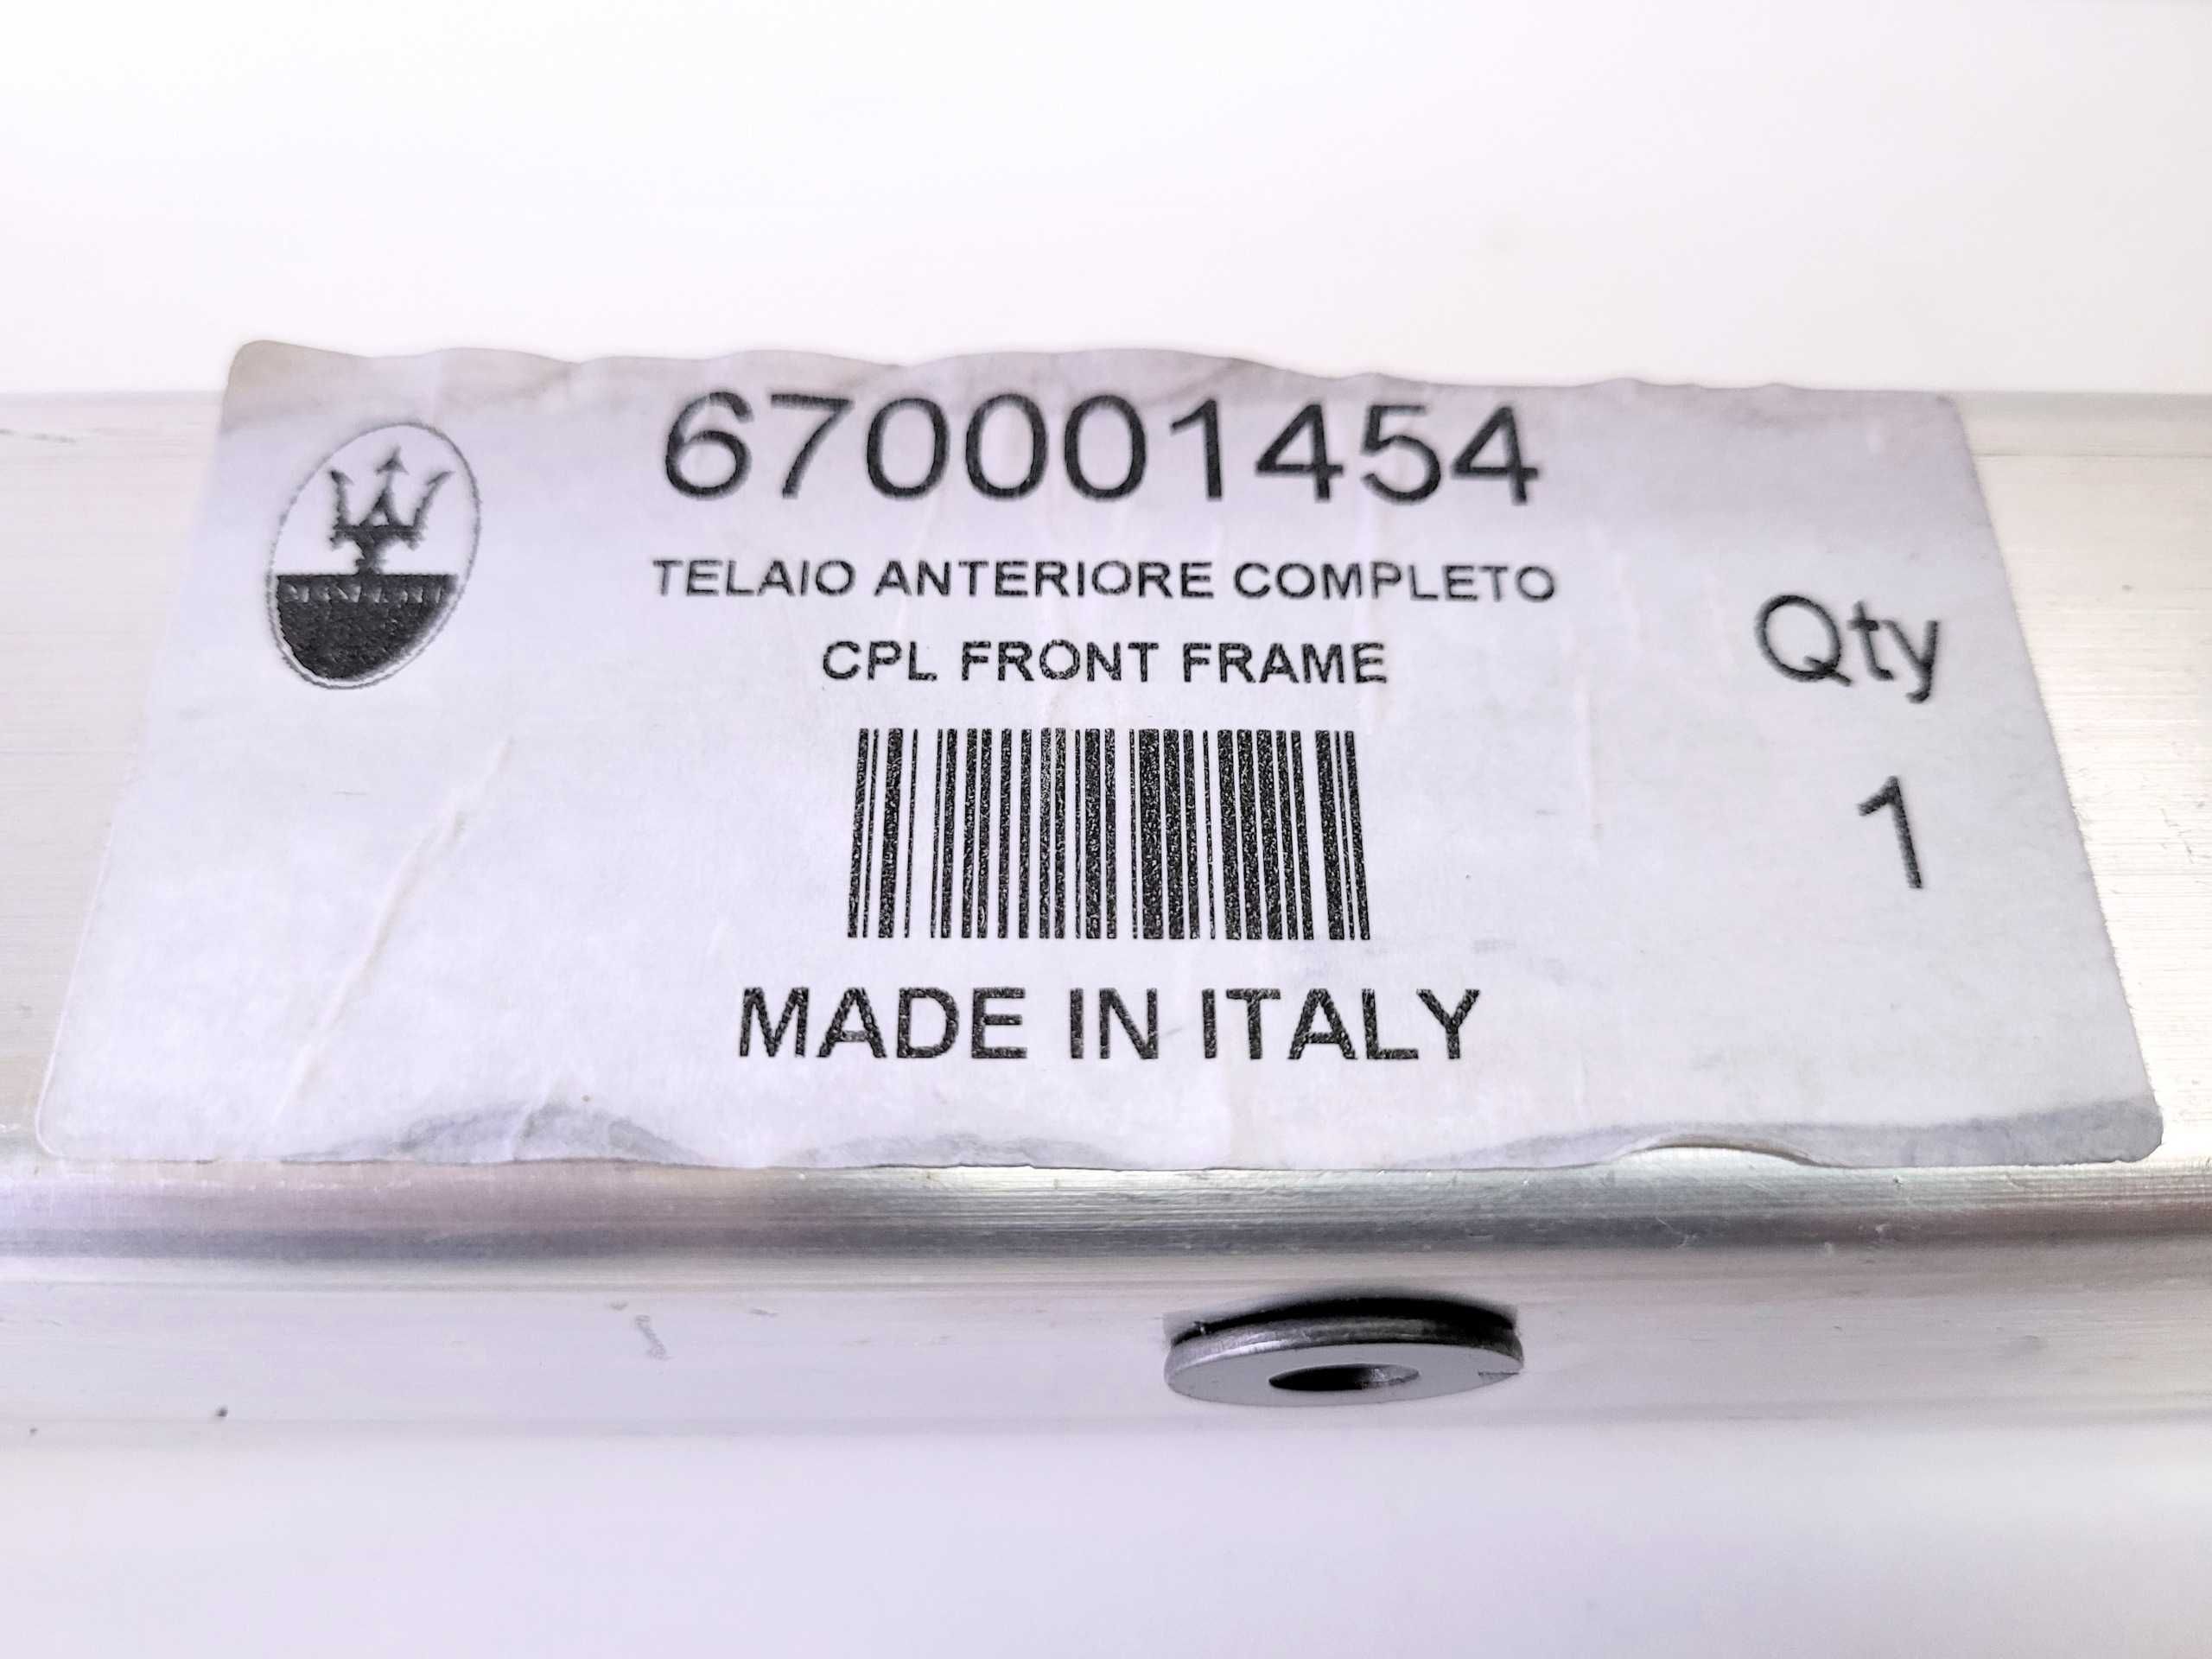 670001454
TELAIO ANTERIORE COMPLETO
CPL FRONT FRAME
Qty
1
MADE IN ITALY